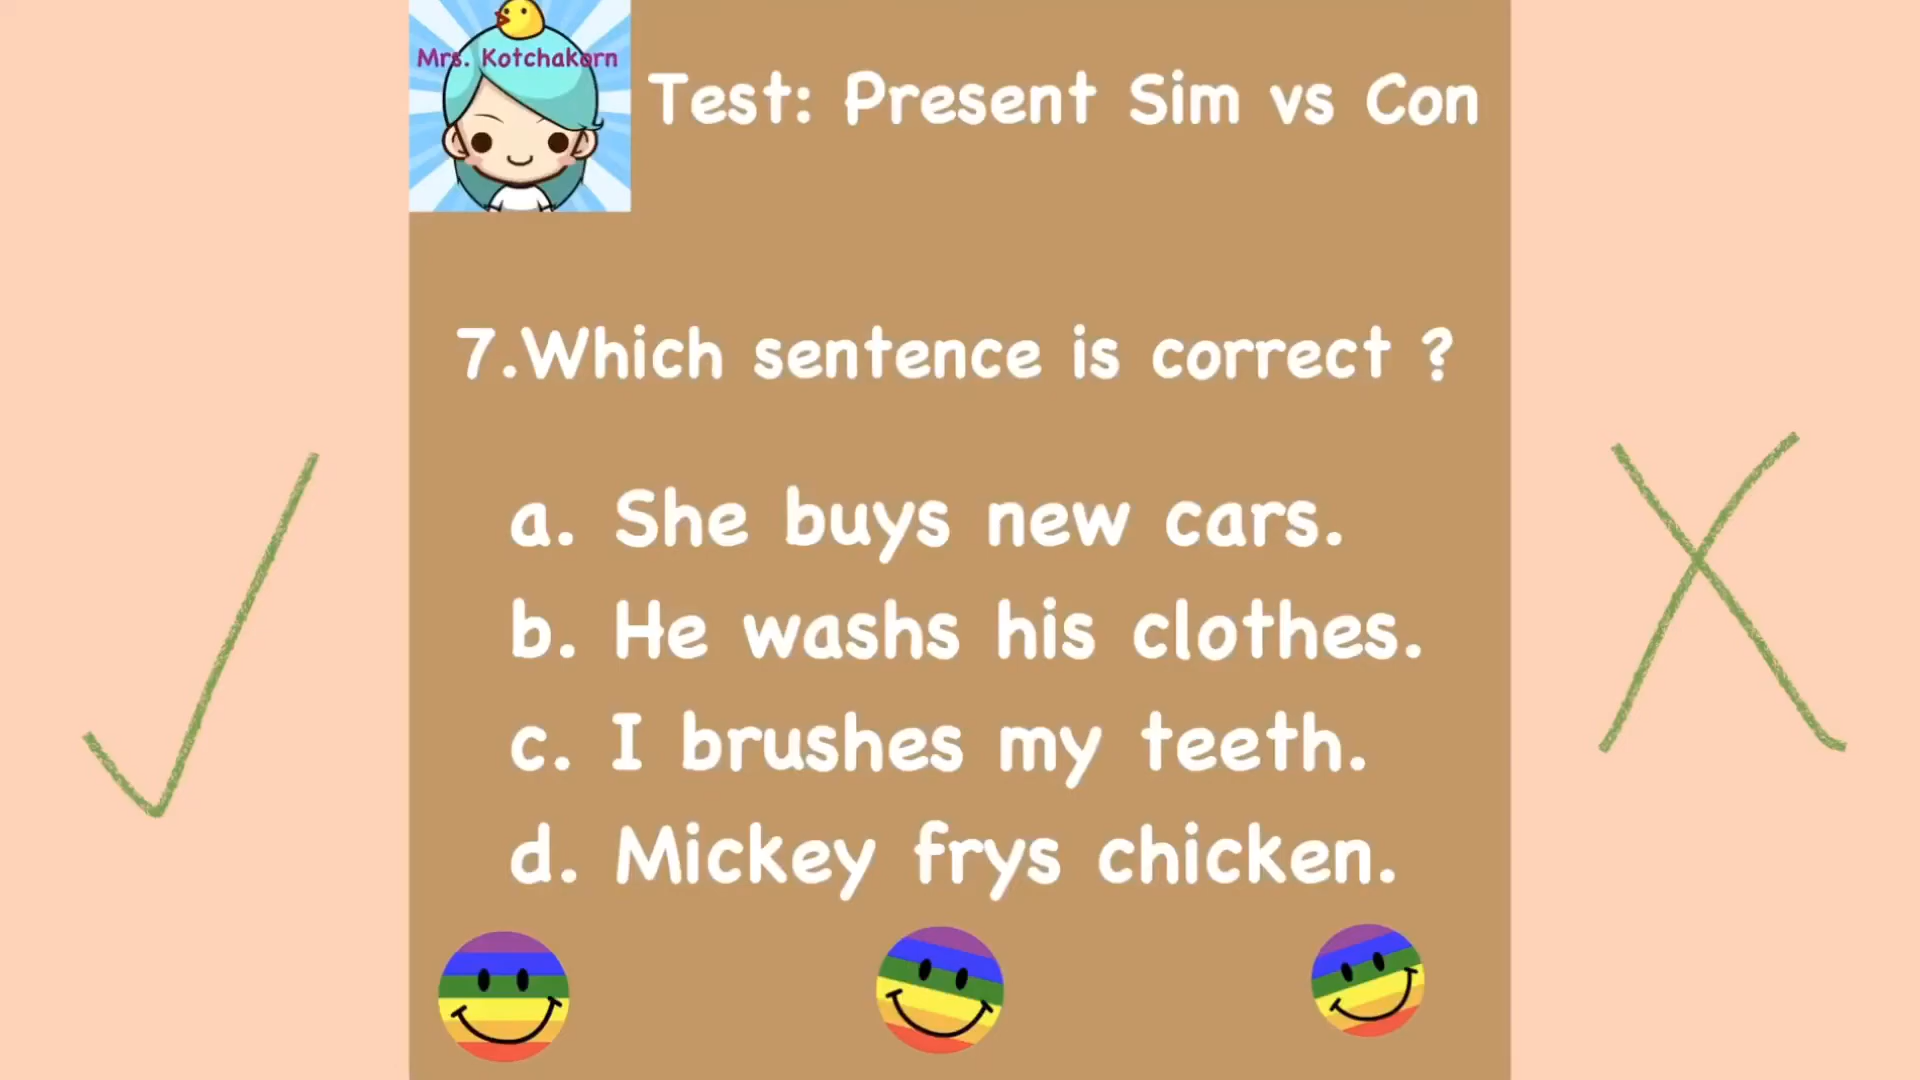 Mrs. Kotchakorn
Test: Present Sim vs Con
7.Which sentence is correct ?
a. She buys new cars.
b. He washs his clothes.
c. I brushes my teeth.
d. Mickey frys chicken.